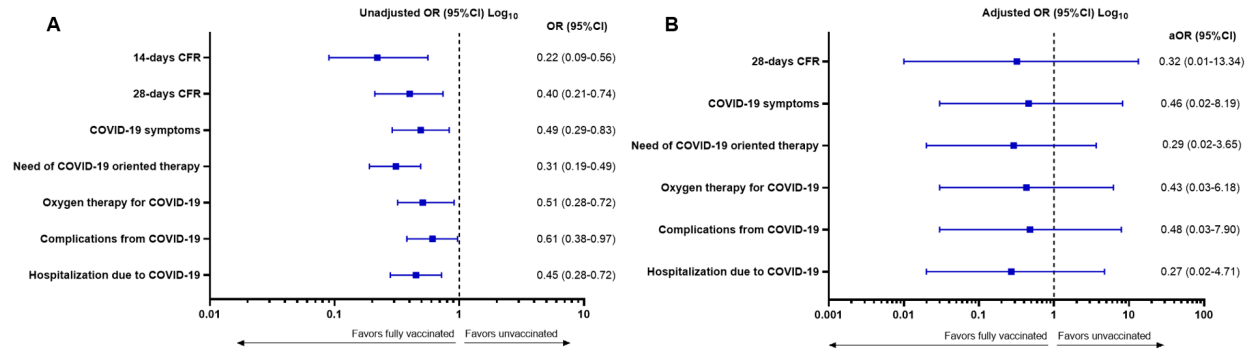 A
Unadjusted OR (95%CI) Log10
OR (95%CI)
14-days CFR 0.22 (0.09-0.56)
28-days CFR 0.40 (0.21-0.74)
COVID-19 symptoms 0.49 (0.29-0.83)
Need of COVID-19 oriented therapy 0.31 (0.19-0.49)
Oxygen therapy for COVID-19 0.51 (0.28-0.72)
Complications from COVID-19 0.61 (0.38-0.97)
Hospitalization due to COVID-19 0.45 (0.28-0.72)
0.01 0.1 1 10
Favors fully vaccinated Favors unvaccinated
B
Adjusted OR (95%CI) Log10
aOR (95%CI)
28-days CFR 0.32 (0.01-13.34)
COVID-19 symptoms 0.46 (0.02-8.19)
Need of COVID-19 oriented therapy 0.29 (0.02-3.65)
Oxygen therapy for COVID-19 0.43 (0.03-6.18)
Complications from COVID-19 0.48 (0.03-7.90)
Hospitalization due to COVID-19 0.27 (0.02-4.71)
0.001 0.01 0.1 1 10 100
Favors fully vaccinated Favors unvaccinated